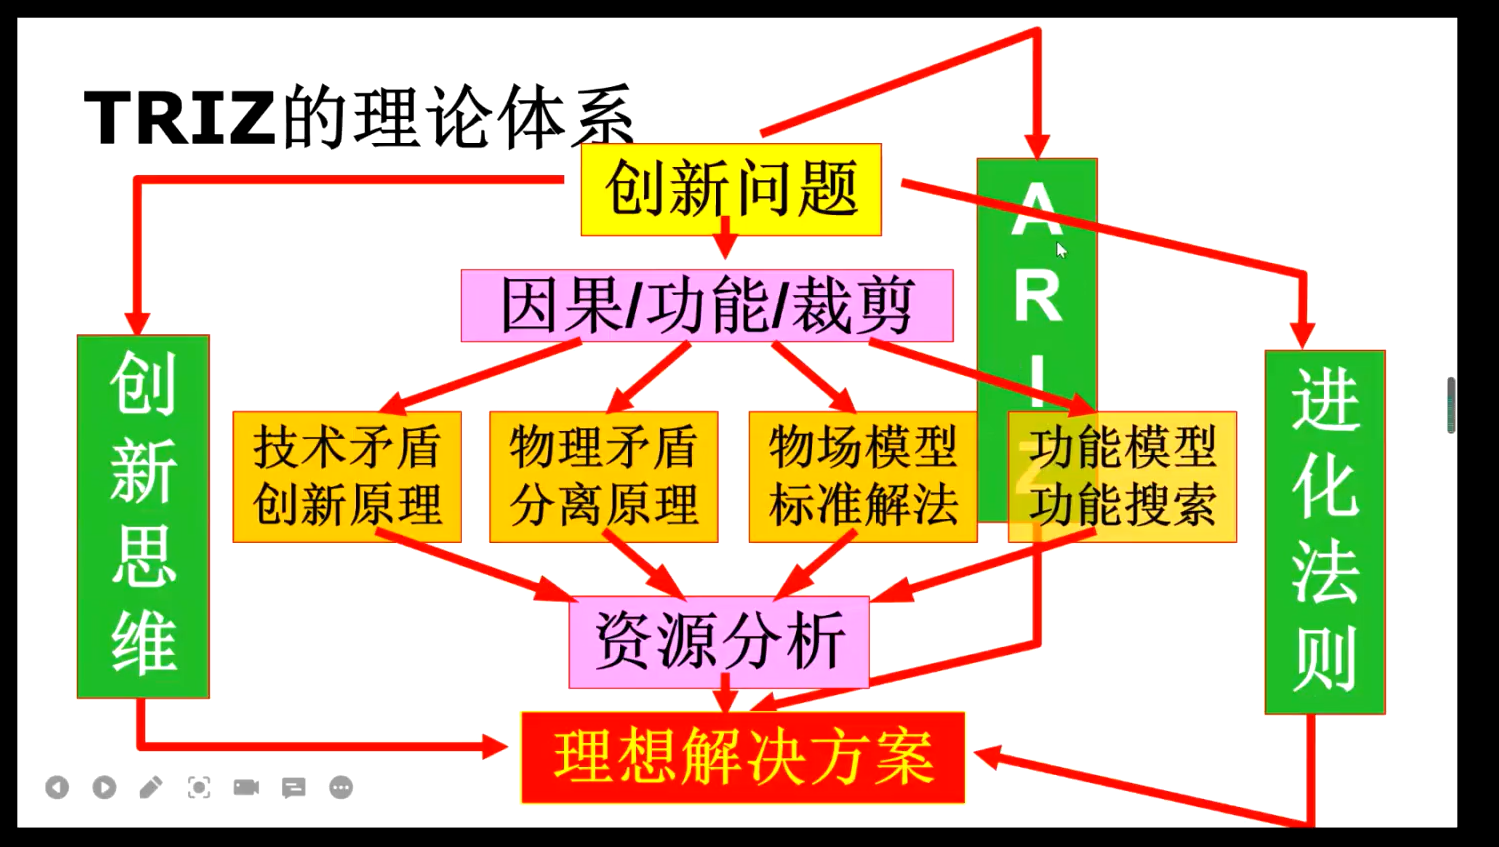 TRIZ的理论体系
创新问题
因果/功能/裁剪
创新思维
技术矛盾
创新原理
物理矛盾
分离原理
物场模型
标准解法
功能模型
功能搜索
ARIZ
进化法则
资源分析
理想解决方案